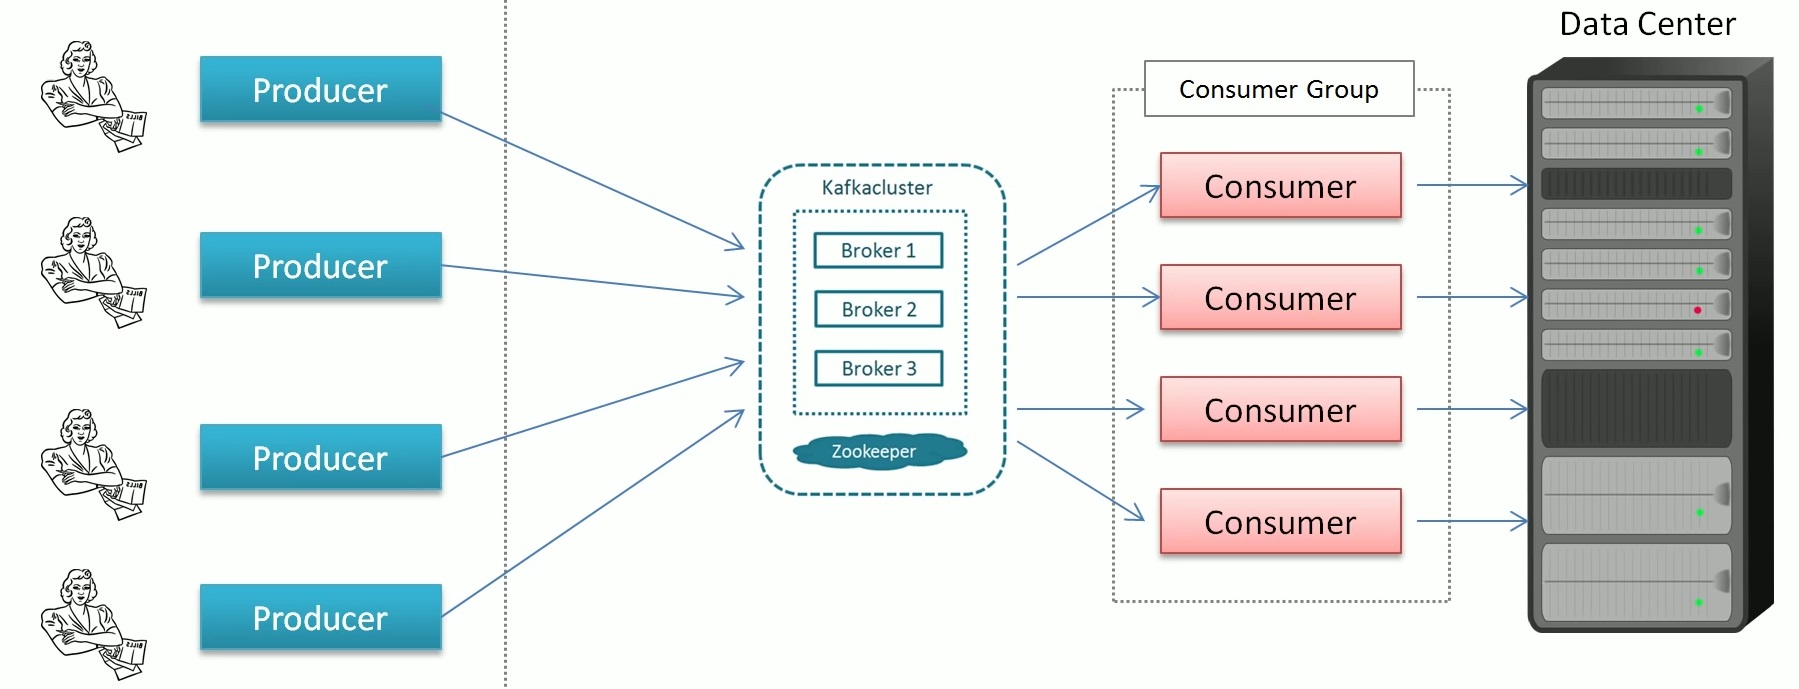 Data Center
Producer
Consumer Group
Kafkacluster
Consumer
Broker 1
Producer
Broker 2
Consumer
Broker 3
Consumer
Producer
Zookeeper
Consumer
Producer